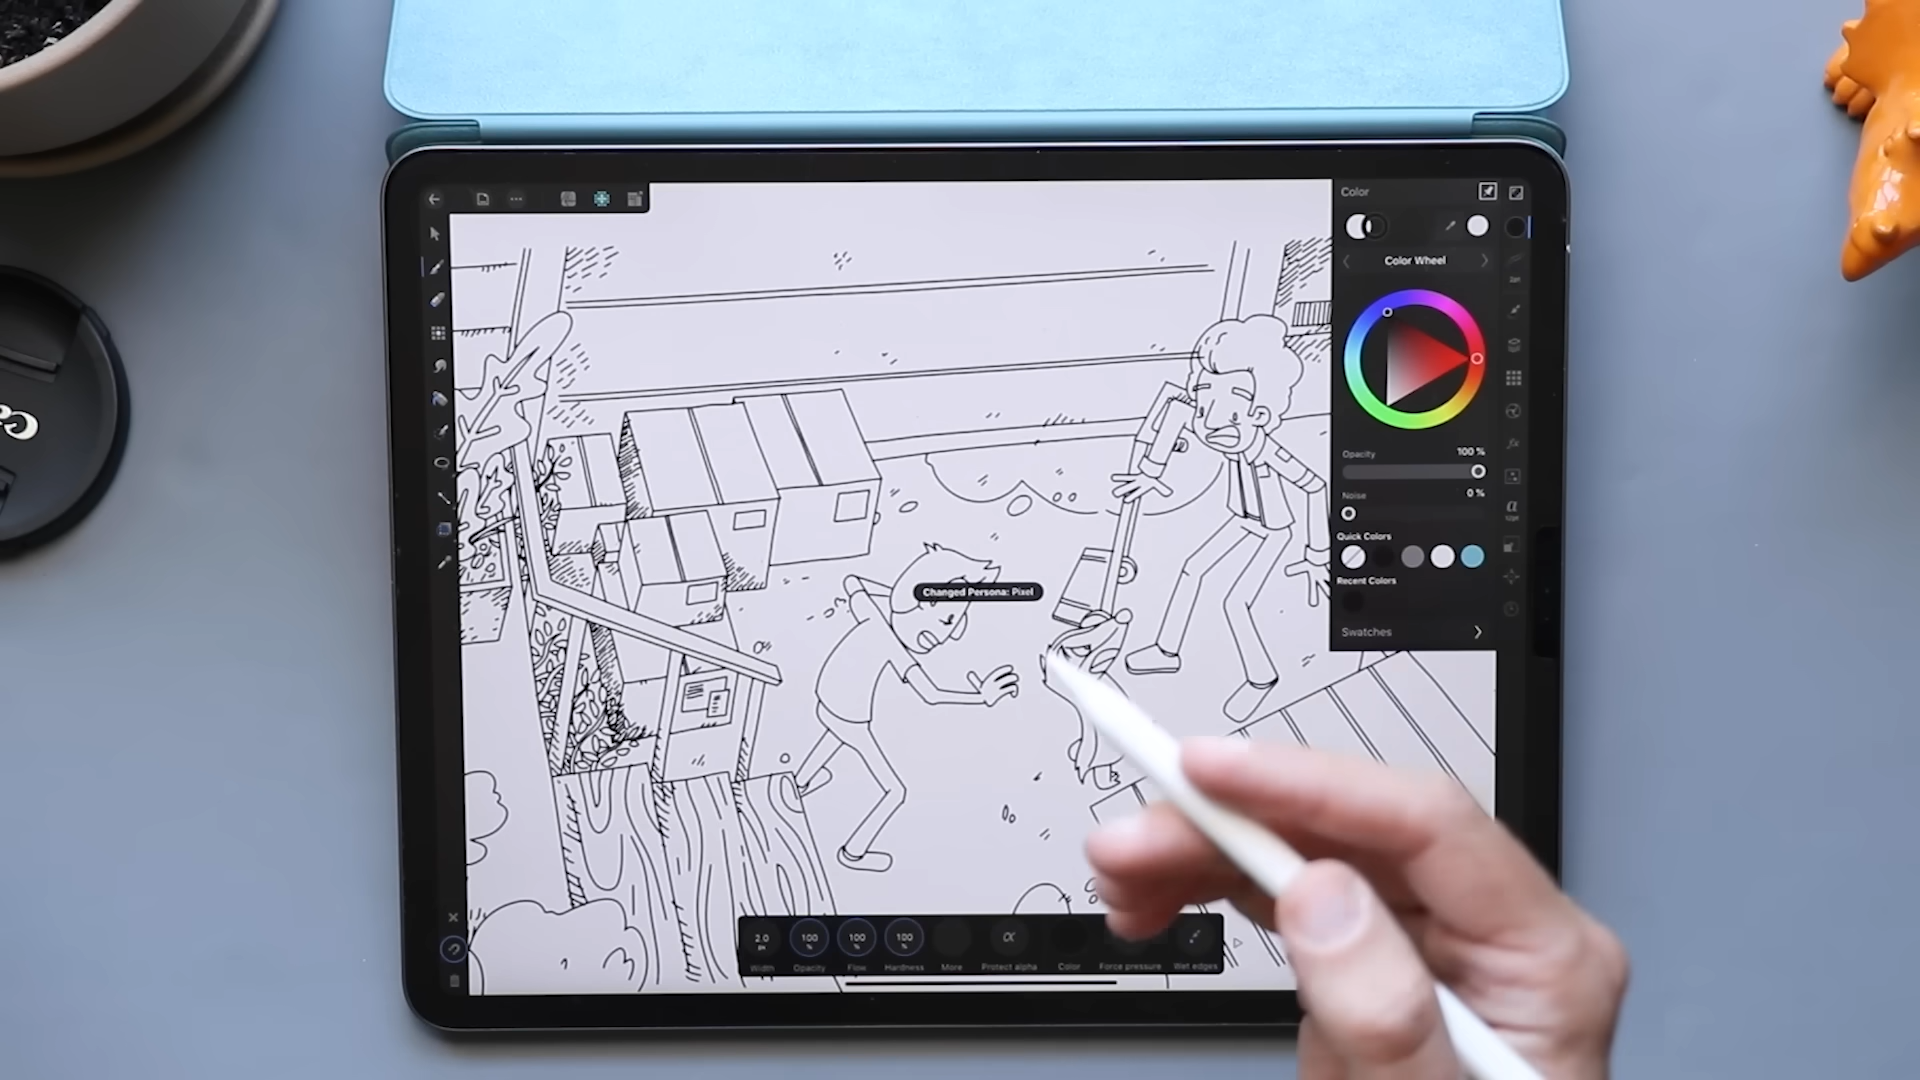 Color
Color Wheel
Opacity
100 %
Noise
0 %
Quick Colors
Recent Colors
Swatches
Changed Persona: Pixel
2.0
px
100
%
100
%
100
%
α
Width
Opacity
Flow
Hardness
More
Protect alpha
Color
Force pressure
Wet edges